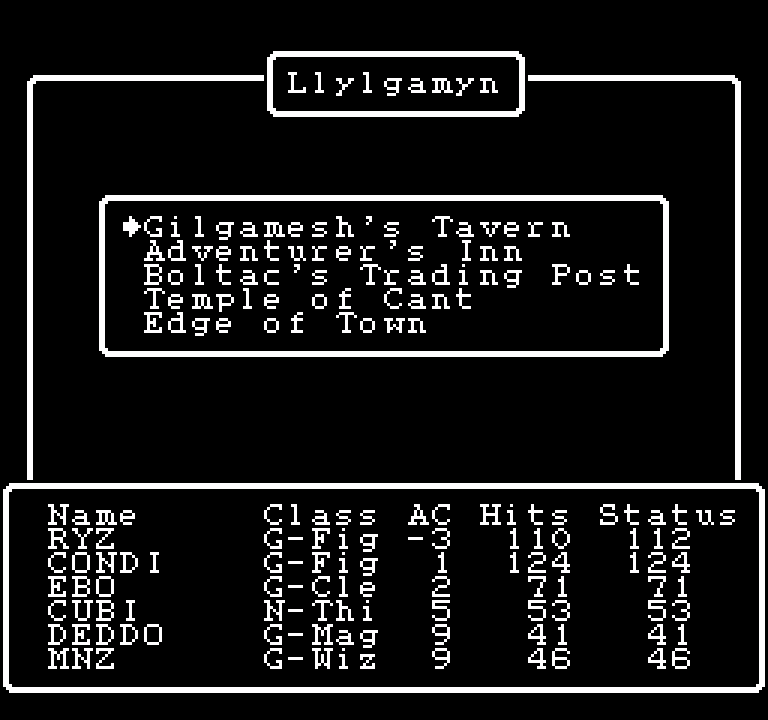 Llylgamyn
Gilgamesh's Tavern
Adventurer's Inn
Boltac's Trading Post
Temple of Cant
Edge of Town
Name Class AC Hits Status
RYZ G-Fig -3 110 112
CONDI G-Fig 1 124 124
EBO G-Cle 2 71 71
CUBI N-Thi 5 53 53
DEDDO G-Mag 9 41 41
MNZ G-Wiz 9 46 46